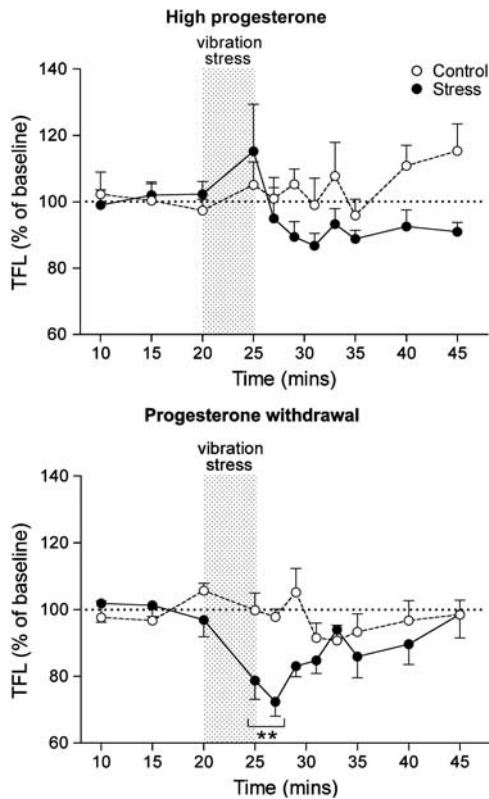 High progesterone
vibration
stress
Control
Stress
140
120
100
80
60
TFL (% of baseline)
10 15 20 25 30 35 40 45
Time (mins)
Progesterone withdrawal
vibration
stress
140
120
100
80
60
TFL (% of baseline)
**
10 15 20 25 30 35 40 45
Time (mins)